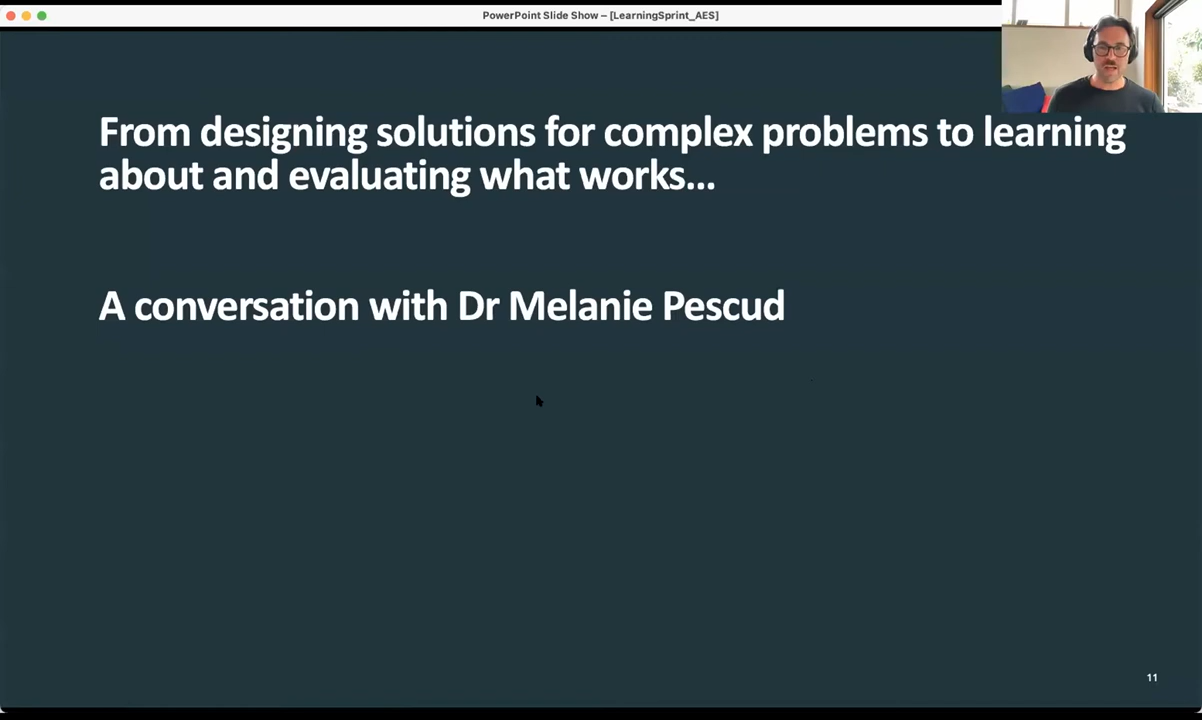 PowerPoint Slide Show – [LearningSprint_AES]
From designing solutions for complex problems to learning
about and evaluating what works...
A conversation with Dr Melanie Pescud
11